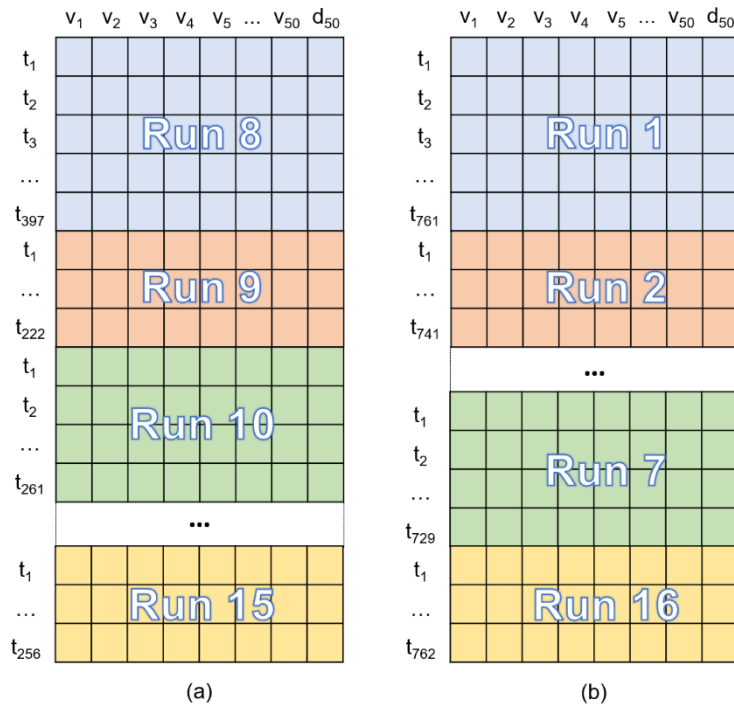 v₁ v₂ v₃ v₄ v₅ ... v₅₀ d₅₀
t₁
t₂
t₃
...
t₃₉₇
Run 8
t₁
...
t₂₂₂
Run 9
t₁
t₂
...
t₂₆₁
Run 10
...
t₁
...
t₂₅₆
Run 15
(a)
v₁ v₂ v₃ v₄ v₅ ... v₅₀ d₅₀
t₁
t₂
t₃
...
t₇₆₁
Run 1
t₁
...
t₇₄₁
Run 2
...
t₁
t₂
...
t₇₂₉
Run 7
t₁
...
t₇₆₂
Run 16
(b)